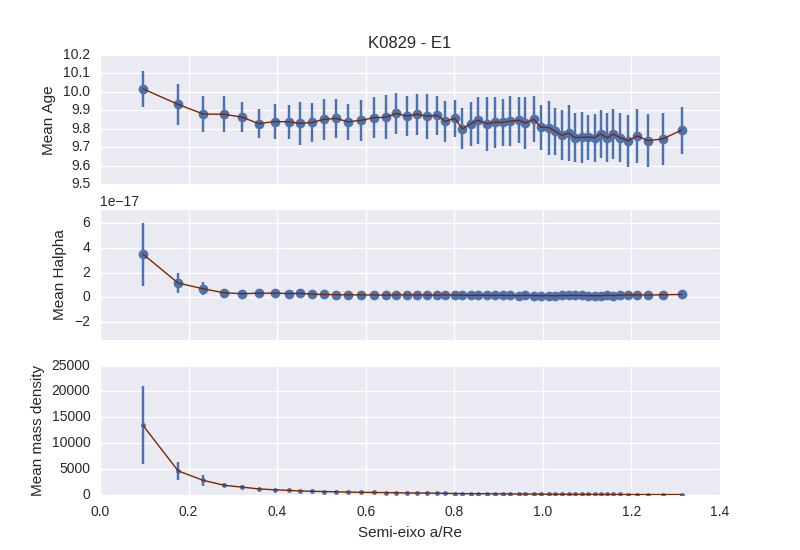 K0829 - E1
10.2
10.1
10.0
9.9
9.8
9.7
9.6
9.5
Mean Age
1e−17
6
4
2
0
−2
Mean Halpha
25000
20000
15000
10000
5000
0
Mean mass density
0.0 0.2 0.4 0.6 0.8 1.0 1.2 1.4
Semi-eixo a/Re